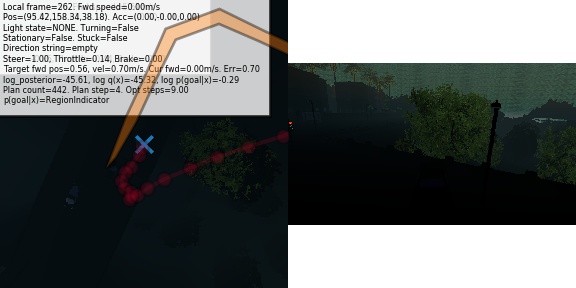 Local frame=262. Fwd speed=0.00m/s
Pos=(95.42,158.34,38.18). Acc=(0.00,-0.00,0.00)
Light state=NONE. Turning=False
Stationary=False. Stuck=False
Direction string=empty
Steer=1.00, Throttle=0.14, Brake=0.00
Target fwd pos=0.56, vel=0.70m/s. Cur fwd=0.00m/s. Err=0.70
log_posterior=-45.61, log q(x)=-45.32, log p(goal|x)=-0.29
Plan count=442. Plan step=4. Opt steps=9.00
p(goal|x)=RegionIndicator